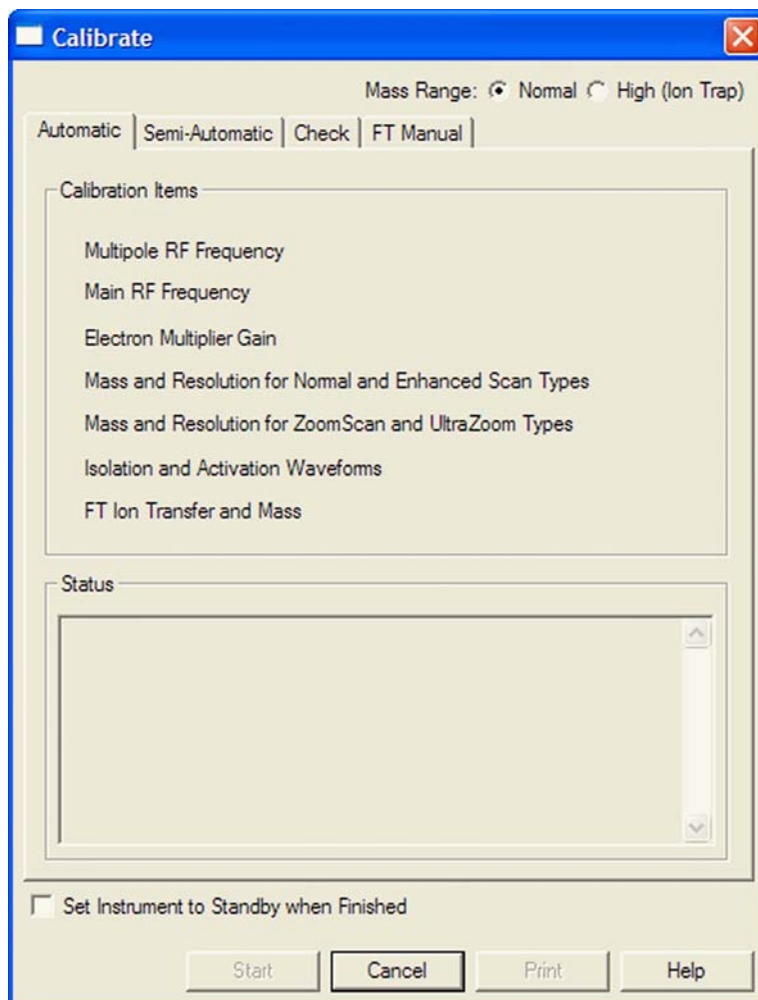 Calibrate
Mass Range: Normal High (Ion Trap)
Automatic Semi-Automatic Check FT Manual
Calibration Items
Multipole RF Frequency
Main RF Frequency
Electron Multiplier Gain
Mass and Resolution for Normal and Enhanced Scan Types
Mass and Resolution for ZoomScan and UltraZoom Types
Isolation and Activation Waveforms
FT Ion Transfer and Mass
Status
Set Instrument to Standby when Finished
Start Cancel Print Help